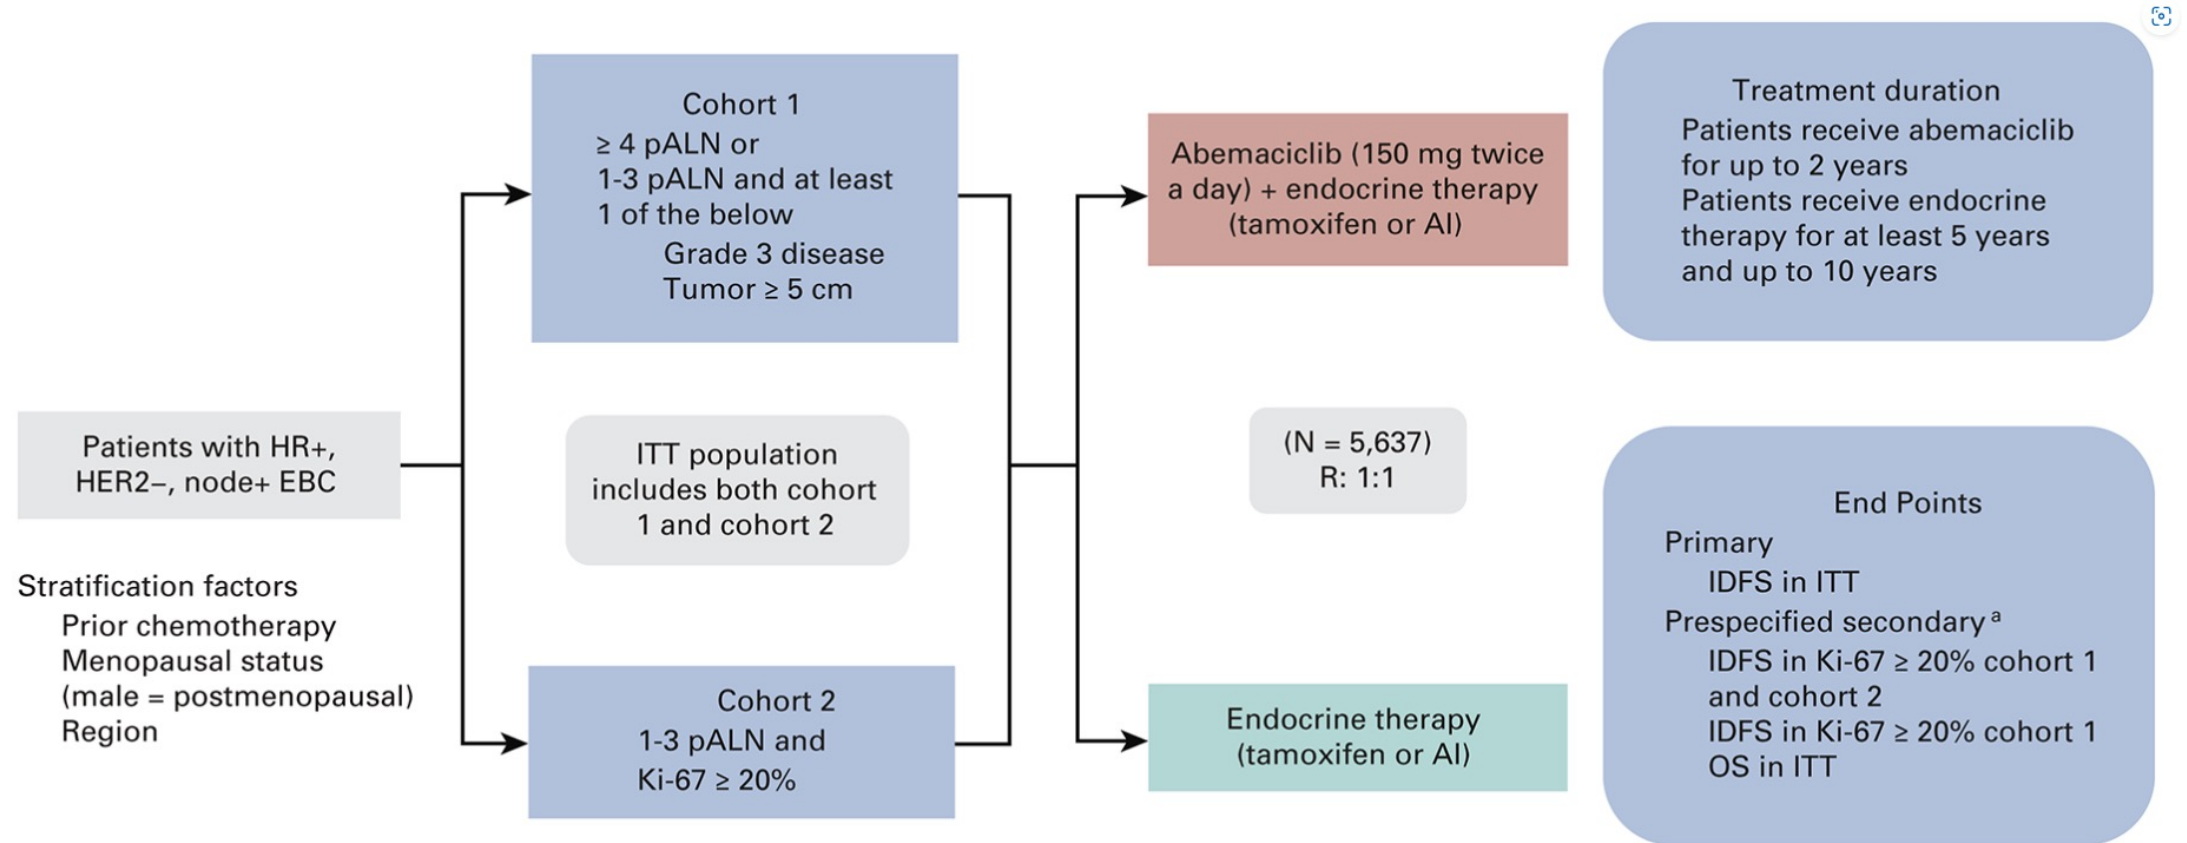 Patients with HR+,
HER2–, node+ EBC
Stratification factors
Prior chemotherapy
Menopausal status
(male = postmenopausal)
Region
Cohort 1
≥ 4 pALN or
1-3 pALN and at least
1 of the below
Grade 3 disease
Tumor ≥ 5 cm
ITT population
includes both cohort
1 and cohort 2
Cohort 2
1-3 pALN and
Ki-67 ≥ 20%
Abemaciclib (150 mg twice
a day) + endocrine therapy
(tamoxifen or AI)
(N = 5,637)
R: 1:1
Endocrine therapy
(tamoxifen or AI)
Treatment duration
Patients receive abemaciclib
for up to 2 years
Patients receive endocrine
therapy for at least 5 years
and up to 10 years
End Points
Primary
IDFS in ITT
Prespecified secondary a
IDFS in Ki-67 ≥ 20% cohort 1
and cohort 2
IDFS in Ki-67 ≥ 20% cohort 1
OS in ITT